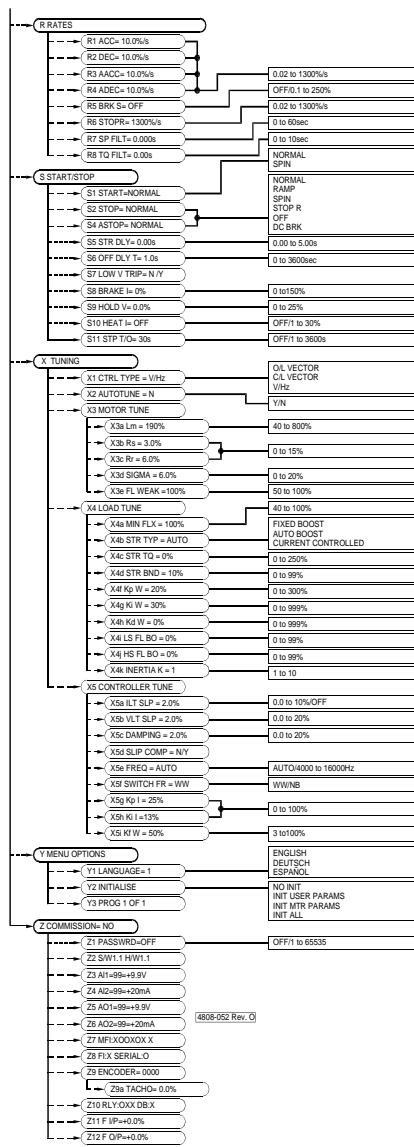 R RATES
R1 ACC= 10.0%/s
R2 DEC= 10.0%/s
R3 AACC= 10.0%/s
R4 ADEC= 10.0%/s
0.02 to 1300%/s
R5 BRK S= OFF
OFF/0.1 to 250%
R6 STOPR= 1300%/s
0.02 to 1300%/s
R7 SP FILT= 0.000s
0 to 60sec
R8 TQ FILT= 0.00s
0 to 10sec
S START/STOP
S1 START=NORMAL
NORMAL
SPIN
S2 STOP= NORMAL
S4 ASTOP= NORMAL
NORMAL
RAMP
SPIN
STOP R
OFF
DC BRK
S5 STR DLY= 0.00s
0.00 to 5.00s
S6 OFF DLY T= 1.0s
0 to 3600sec
S7 LOW V TRIP= N /Y
S8 BRAKE I= 0%
0 to150%
S9 HOLD V= 0.0%
0 to 25%
S10 HEAT I= OFF
OFF/1 to 30%
S11 STP T/O= 30s
OFF/1 to 3600s
X TUNING
X1 CTRL TYPE = V/Hz
O/L VECTOR
C/L VECTOR
V/Hz
X2 AUTOTUNE = N
Y/N
X3 MOTOR TUNE
X3a Lm = 190%
40 to 800%
X3b Rs = 3.0%
X3c Rr = 6.0%
0 to 15%
X3d SIGMA = 6.0%
0 to 20%
X3e FL WEAK =100%
50 to 100%
X4 LOAD TUNE
X4a MIN FLX = 100%
40 to 100%
X4b STR TYP = AUTO
FIXED BOOST
AUTO BOOST
CURRENT CONTROLLED
X4c STR TQ = 0%
0 to 250%
X4d STR BND = 10%
0 to 99%
X4f Kp W = 20%
0 to 300%
X4g Ki W = 30%
0 to 999%
X4h Kd W = 0%
0 to 999%
X4i LS FL BO = 0%
0 to 99%
X4j HS FL BO = 0%
0 to 99%
X4k INERTIA K = 1
1 to 10
X5 CONTROLLER TUNE
X5a ILT SLP = 2.0%
0.0 to 10%/OFF
X5b VLT SLP = 2.0%
0.0 to 20%
X5c DAMPING = 2.0%
0.0 to 20%
X5d SLIP COMP = N/Y
X5e FREQ = AUTO
AUTO/4000 to 16000Hz
X5f SWITCH FR = WW
WW/NB
X5g Kp I = 25%
X5h Ki I =13%
0 to 100%
X5i Kf W = 50%
3 to100%
Y MENU OPTIONS
Y1 LANGUAGE= 1
ENGLISH
DEUTSCH
ESPAÑOL
Y2 INITIALISE
NO INIT
INIT USER PARAMS
INIT MTR PARAMS
INIT ALL
Y3 PROG 1 OF 1
Z COMMISSION= NO
Z1 PASSWRD=OFF
OFF/1 to 65535
Z2 S/W1.1 H/W1.1
Z3 AI1=99=+9.9V
Z4 AI2=99=+20mA
Z5 AO1=99=+9.9V
Z6 AO2=99=+20mA
4808-052 Rev. O
Z7 MFI:XOOXOX X
Z8 FI:X SERIAL:O
Z9 ENCODER= 0000
Z9a TACHO= 0.0%
Z10 RLY:OXX DB:X
Z11 F I/P=+0.0%
Z12 F O/P=+0.0%